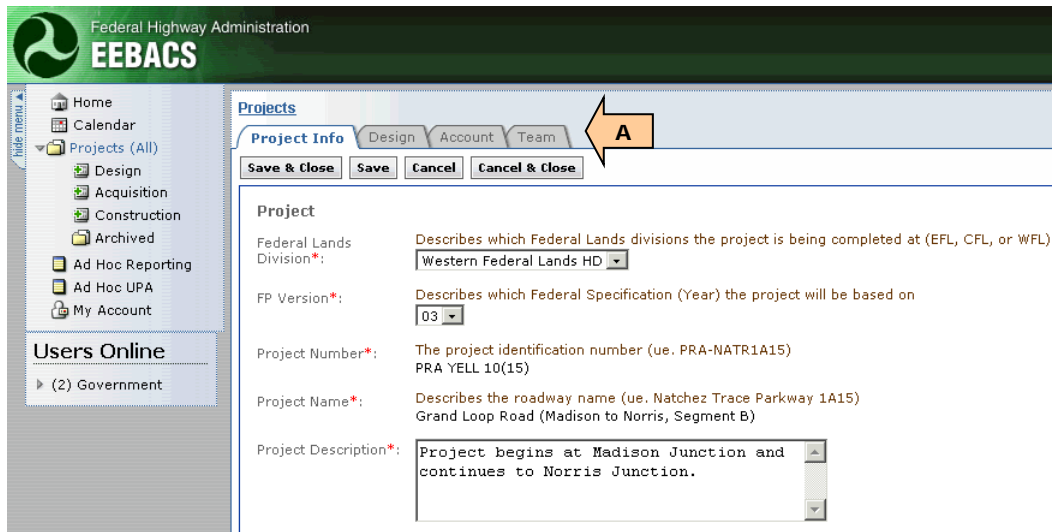 Federal Highway Administration
EEBACS
hide menu
Home
Calendar
Projects (All)
Design
Acquisition
Construction
Archived
Ad Hoc Reporting
Ad Hoc UPA
My Account
Users Online
(2) Government
Projects
Project Info Design Account Team
A
Save & Close Save Cancel Cancel & Close
Project
Federal Lands Division*:
Describes which Federal Lands divisions the project is being completed at (EFL, CFL, or WFL)
Western Federal Lands HD
FP Version*:
Describes which Federal Specification (Year) the project will be based on
03
Project Number*:
The project identification number (ue. PRA-NATR1A15)
PRA YELL 10(15)
Project Name*:
Describes the roadway name (ue. Natchez Trace Parkway 1A15)
Grand Loop Road (Madison to Norris, Segment B)
Project Description*:
Project begins at Madison Junction and
continues to Norris Junction.